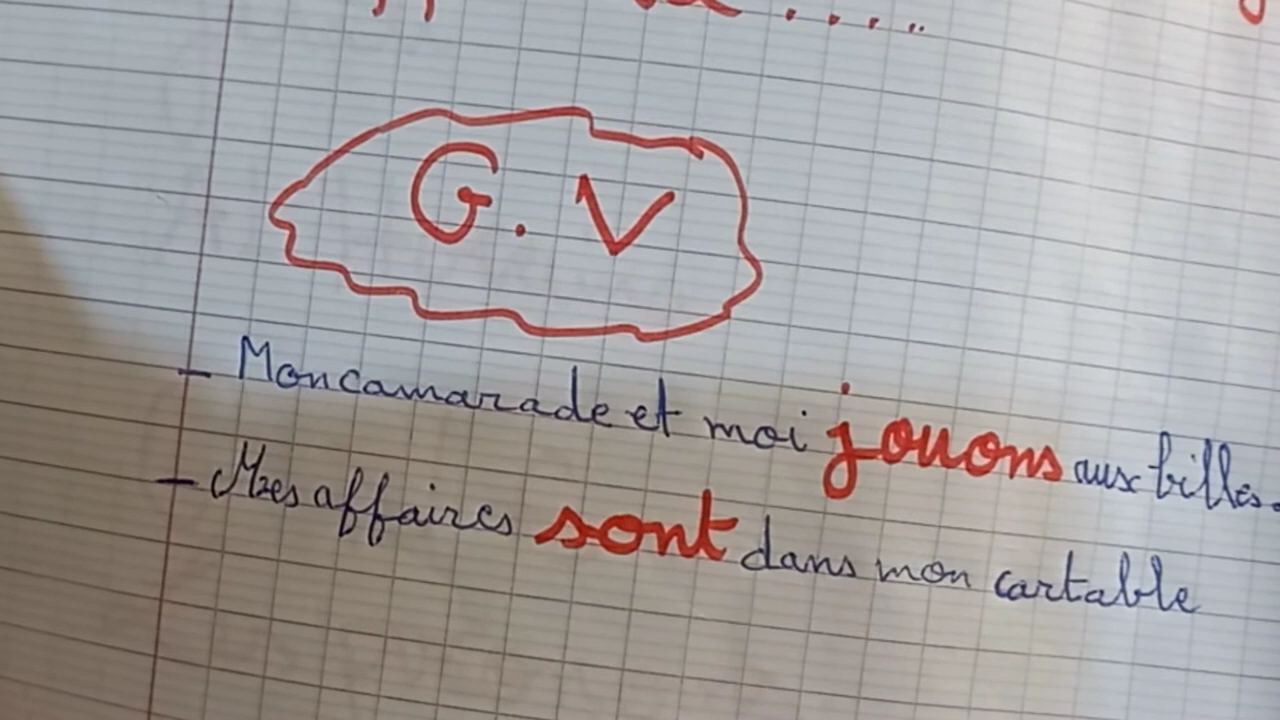 G.V
- Mon camarade et moi jouons aux billes.
- Mes affaires sont dans mon cartable